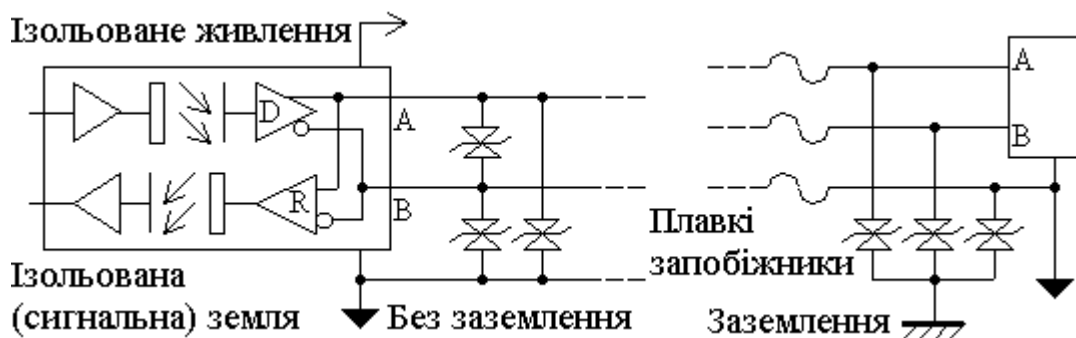 Ізольоване живлення
D
A
A
R
B
B
Плавкі
запобіжники
Ізольована
(сигнальна) земля
Без заземлення
Заземлення